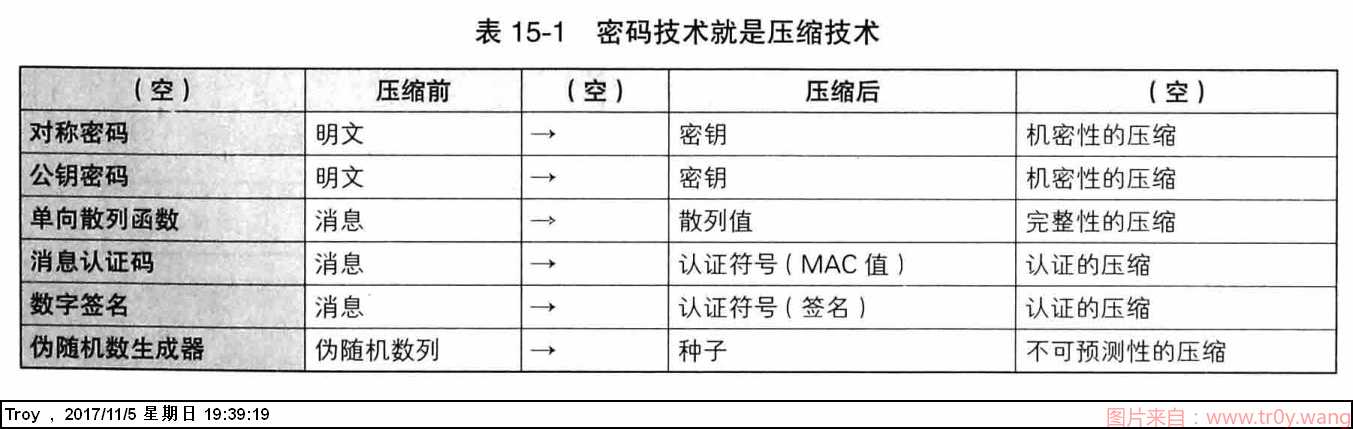 表 15-1 密码技术就是压缩技术
（空） 压缩前 （空） 压缩后 （空）
对称密码 明文 → 密钥 机密性的压缩
公钥密码 明文 → 密钥 机密性的压缩
单向散列函数 消息 → 散列值 完整性的压缩
消息认证码 消息 → 认证符号（MAC 值） 认证的压缩
数字签名 消息 → 认证符号（签名） 认证的压缩
伪随机数生成器 伪随机数列 → 种子 不可预测性的压缩
Troy , 2017/11/5 星期日 19:39:19
图片来自：www.tr0y.wang